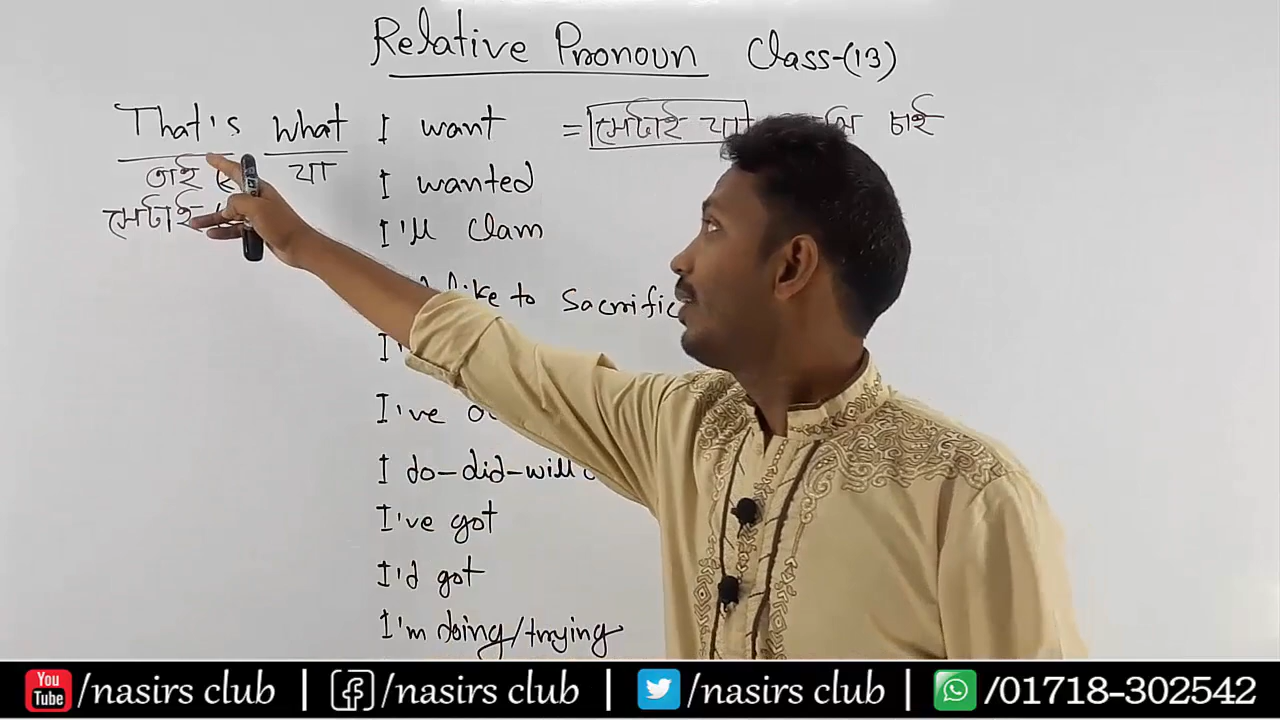 Relative Pronoun Class-(13)
That's what I want = সেটাই যা চাই
তাই যা I wanted
সেটাই I'll Clam
like to Sacrific
I'
I've
I do-did-will
I've got
I'd got
I'm doing/trying
You Tube /nasirs club | /nasirs club | /nasirs club | /01718-302542